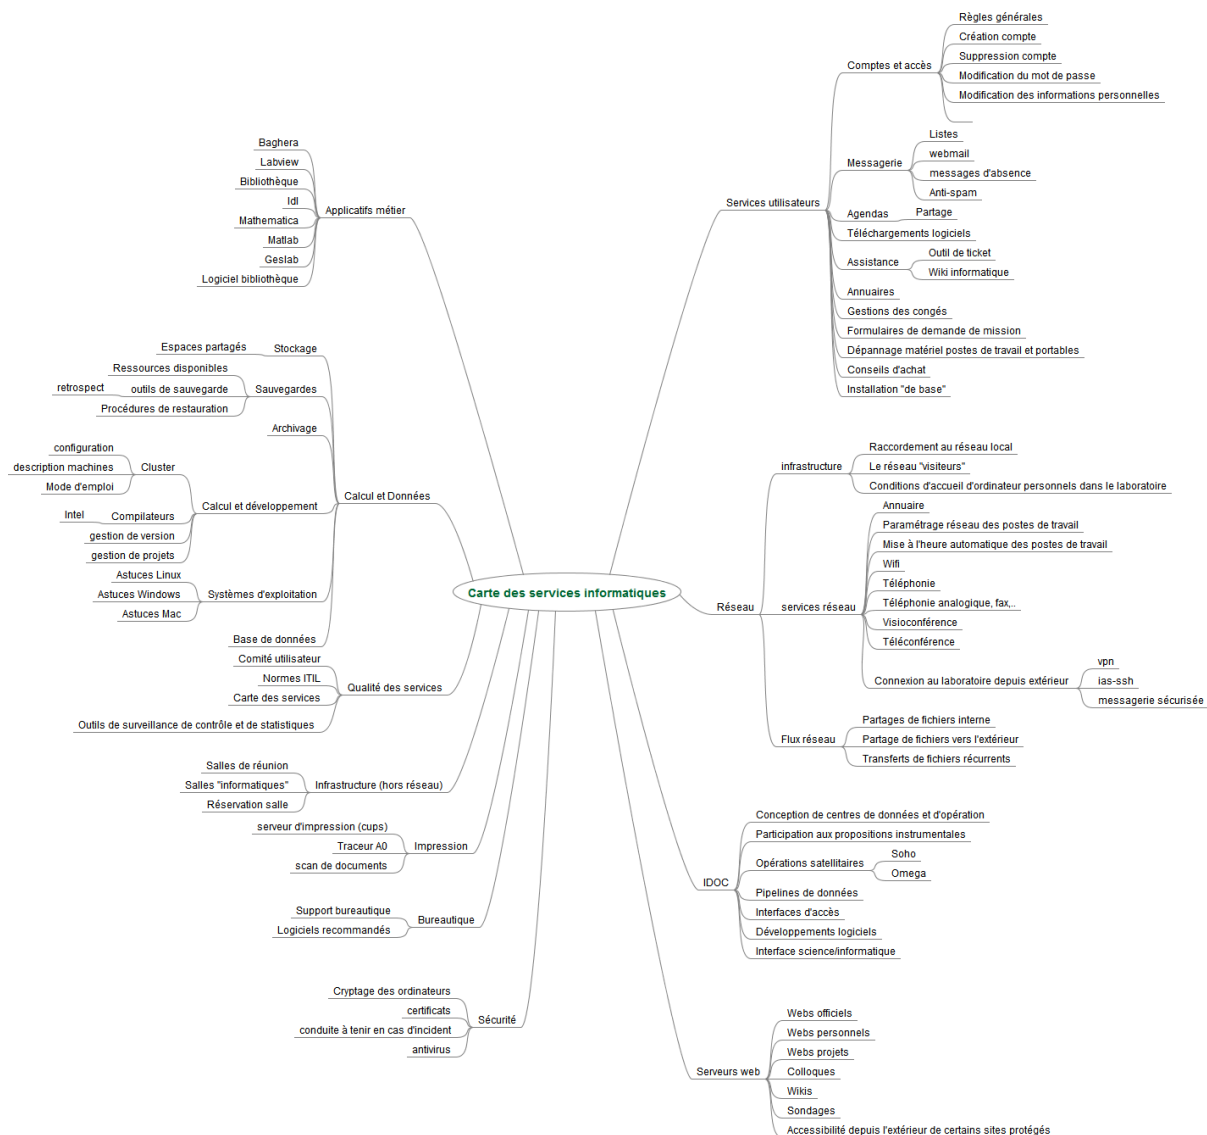 Carte des services informatiques
Services utilisateurs
Comptes et accès
Règles générales
Création compte
Suppression compte
Modification du mot de passe
Modification des informations personnelles
Messagerie
Listes
webmail
messages d'absence
Anti-spam
Agendas
Partage
Téléchargements logiciels
Assistance
Outil de ticket
Wiki informatique
Annuaires
Gestions des congés
Formulaires de demande de mission
Dépannage matériel postes de travail et portables
Conseils d'achat
Installation "de base"
Réseau
infrastructure
Raccordement au réseau local
Le réseau "visiteurs"
Conditions d'accueil d'ordinateur personnels dans le laboratoire
services réseau
Annuaire
Paramétrage réseau des postes de travail
Mise à l'heure automatique des postes de travail
Wifi
Téléphonie
Téléphonie analogique, fax,..
Visioconférence
Téléconférence
Connexion au laboratoire depuis extérieur
vpn
ias-ssh
messagerie sécurisée
Flux réseau
Partages de fichiers interne
Partage de fichiers vers l'extérieur
Transferts de fichiers récurrents
IDOC
Conception de centres de données et d'opération
Participation aux propositions instrumentales
Opérations satellitaires
Soho
Omega
Pipelines de données
Interfaces d'accès
Développements logiciels
Interface science/informatique
Serveurs web
Webs officiels
Webs personnels
Webs projets
Colloques
Wikis
Sondages
Accessibilité depuis l'extérieur de certains sites protégés
Applicatifs métier
Baghera
Labview
Bibliothèque
Idl
Mathematica
Matlab
Geslab
Logiciel bibliothèque
Calcul et Données
Stockage
Espaces partagés
Sauvegardes
Ressources disponibles
outils de sauvegarde
retrospect
Procédures de restauration
Archivage
Calcul et développement
Cluster
configuration
description machines
Mode d'emploi
Compilateurs
Intel
gestion de version
gestion de projets
Systèmes d'exploitation
Astuces Linux
Astuces Windows
Astuces Mac
Base de données
Qualité des services
Comité utilisateur
Normes ITIL
Carte des services
Outils de surveillance de contrôle et de statistiques
Infrastructure (hors réseau)
Salles de réunion
Salles "informatiques"
Réservation salle
Impression
serveur d'impression (cups)
Traceur A0
scan de documents
Bureautique
Support bureautique
Logiciels recommandés
Sécurité
Cryptage des ordinateurs
certificats
conduite à tenir en cas d'incident
antivirus